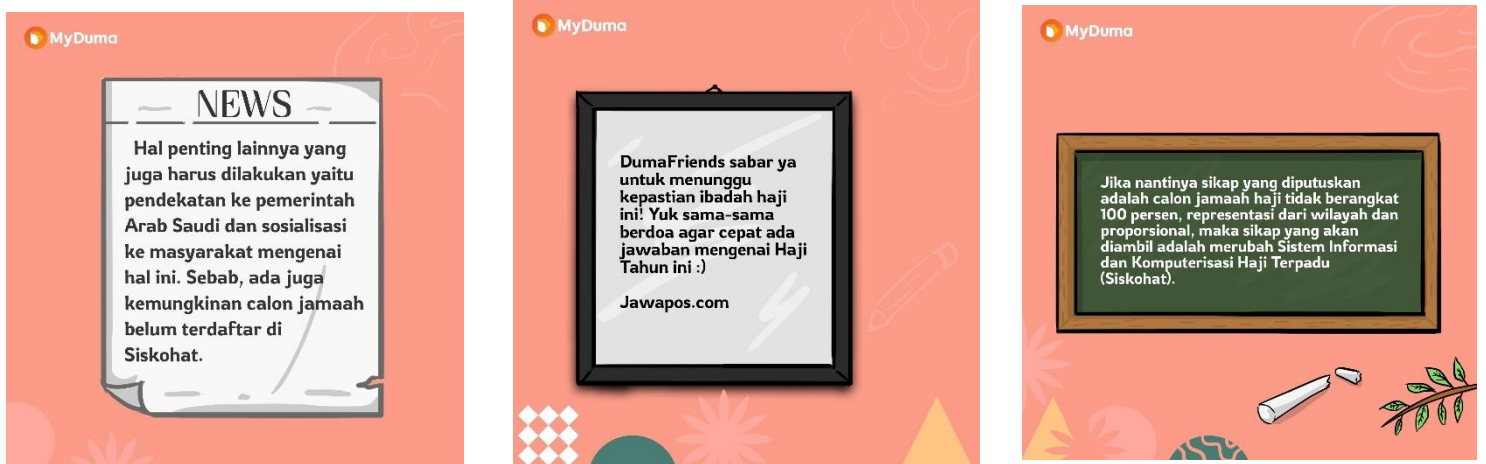 MyDuma
NEWS
Hal penting lainnya yang
juga harus dilakukan yaitu
pendekatan ke pemerintah
Arab Saudi dan sosialisasi
ke masyarakat mengenai
hal ini. Sebab, ada juga
kemungkinan calon jamaah
belum terdaftar di
Siskohat.
MyDuma
DumaFriends sabar ya
untuk menunggu
kepastian ibadah haji
ini! Yuk sama-sama
berdoa agar cepat ada
jawaban mengenai Haji
Tahun ini :)
Jawapos.com
MyDuma
Jika nantinya sikap yang diputuskan
adalah calon jamaah haji tidak berangkat
100 persen, representasi dari wilayah dan
proporsional, maka sikap yang akan
diambil adalah merubah Sistem Informasi
dan Komputerisasi Haji Terpadu
(Siskohat).